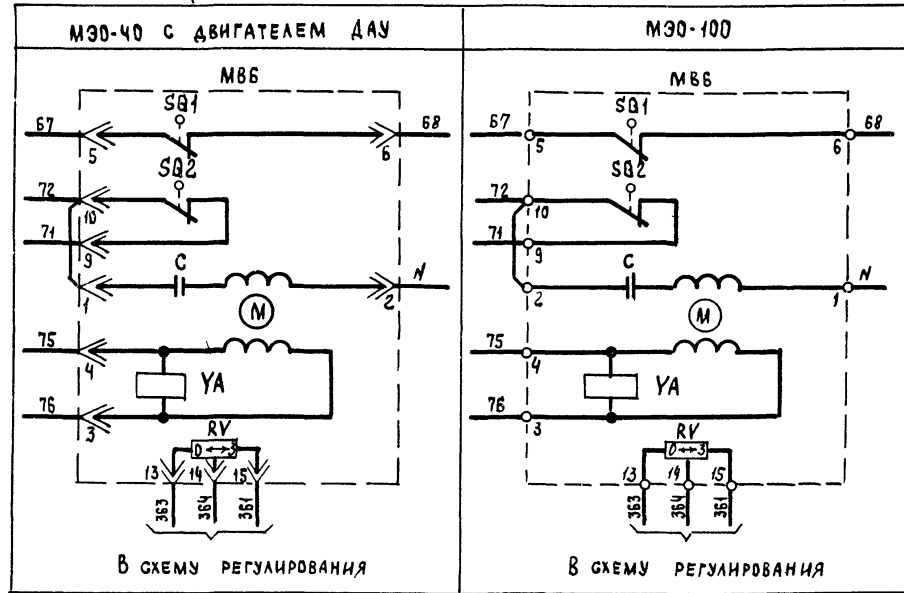 МЭО-40 С ДВИГАТЕЛЕМ ДАУ
МВ6
SQ1
67
5
6
68
SQ2
72
10
71
9
C
N
1
2
M
75
4
YA
76
3
RV
0↔3
13
14
15
363
364
361
В СХЕМУ РЕГУЛИРОВАНИЯ
МЭО-100
МВ6
SQ1
67
5
6
68
SQ2
72
10
71
9
C
N
2
1
M
75
4
YA
76
3
RV
0↔3
13
14
15
363
364
361
В СХЕМУ РЕГУЛИРОВАНИЯ